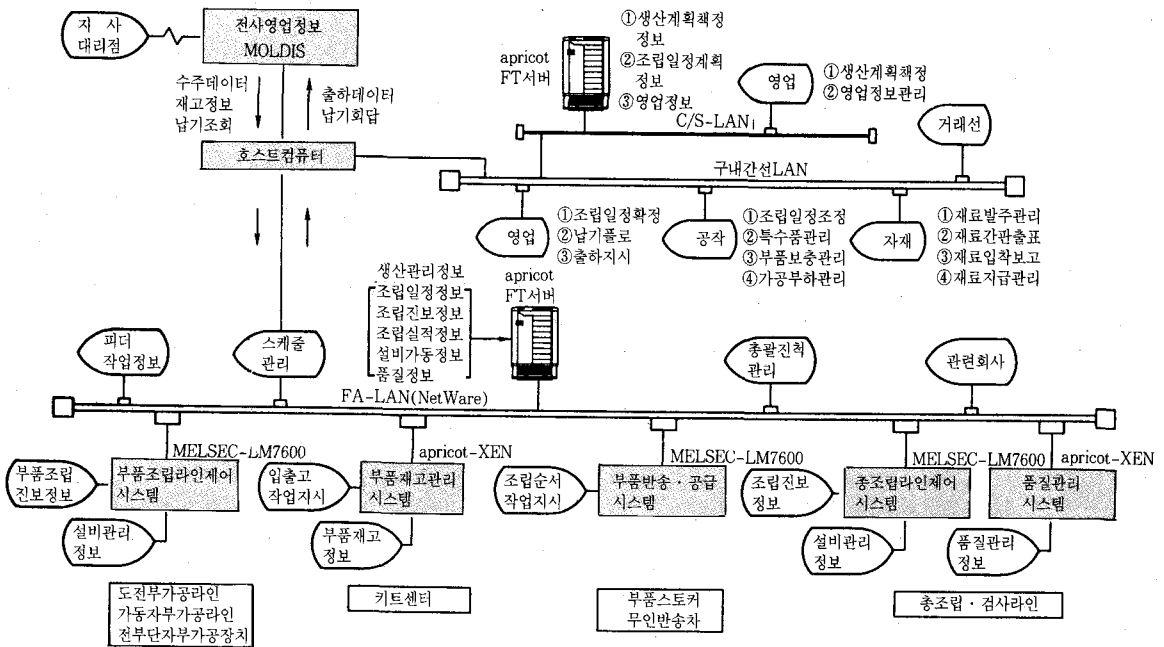 지 사
대리점
전사영업정보
MOLDIS
수주데이터
재고정보
납기조회
출하데이터
납기회답
호스트컴퓨터
apricot
FT서버
①생산계획책정
정보
②조립일정계획
정보
③영업정보
영업
①생산계획책정
②영업정보관리
C/S-LAN
거래선
구내간선LAN
영업
①조립일정확정
②납기플로
③출하지시
공작
①조립일정조정
②특수품관리
③부품보충관리
④가공부하관리
자재
①재료발주관리
②재료간판출표
③재료입착보고
④재료지급관리
생산관리정보
조립일정정보
조립진보정보
조립실적정보
설비가동정보
품질정보
apricot
FT서버
피더
작업정보
스케줄
관리
총괄진척
관리
관련회사
FA-LAN(NetWare)
MELSEC-LM7600
apricot-XEN
MELSEC-LM7600
MELSEC-LM7600
apricot-XEN
부품조립
진보정보
부품조립라인제어
시스템
설비관리
정보
입출고
작업지시
부품재고관리
시스템
부품재고
정보
조립순서
작업지시
부품반송·공급
시스템
조립진보
정보
총조립라인제어
시스템
설비관리
정보
품질관리
시스템
품질관리
정보
도전부가공라인
가동자부가공라인
전부단자부가공장치
키트센터
부품스토커
무인반송차
총조립·검사라인